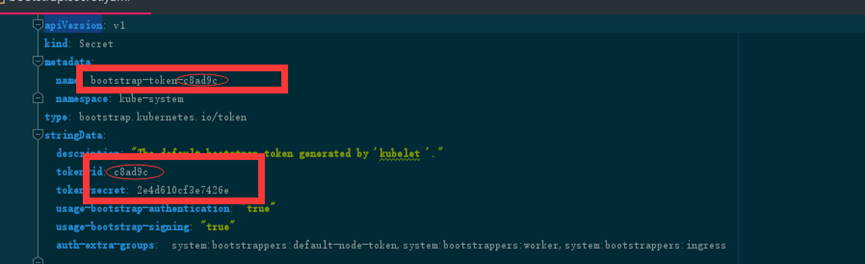 apiVersion: v1
kind: Secret
metadata:
name: bootstrap-token-c8ad9c
namespace: kube-system
type: bootstrap.kubernetes.io/token
stringData:
description: "The default bootstrap token generated by 'kubelet '."
token-id: c8ad9c
token-secret: 2e4d610cf3e7426e
usage-bootstrap-authentication: "true"
usage-bootstrap-signing: "true"
auth-extra-groups: system:bootstrappers:default-node-token,system:bootstrappers:worker,system:bootstrappers:ingress